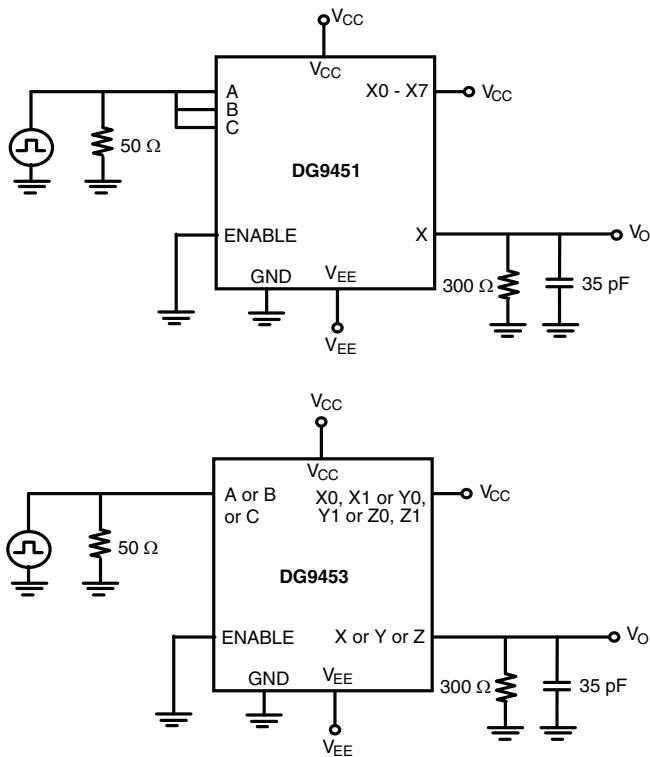 VCC
VCC
A
B
C
X0 - X7
VCC
50 Ω
DG9451
ENABLE
X
VO
GND
VEE
300 Ω
35 pF
VEE
VCC
VCC
A or B
or C
X0, X1 or Y0,
Y1 or Z0, Z1
VCC
50 Ω
DG9453
ENABLE
X or Y or Z
VO
GND
VEE
300 Ω
35 pF
VEE